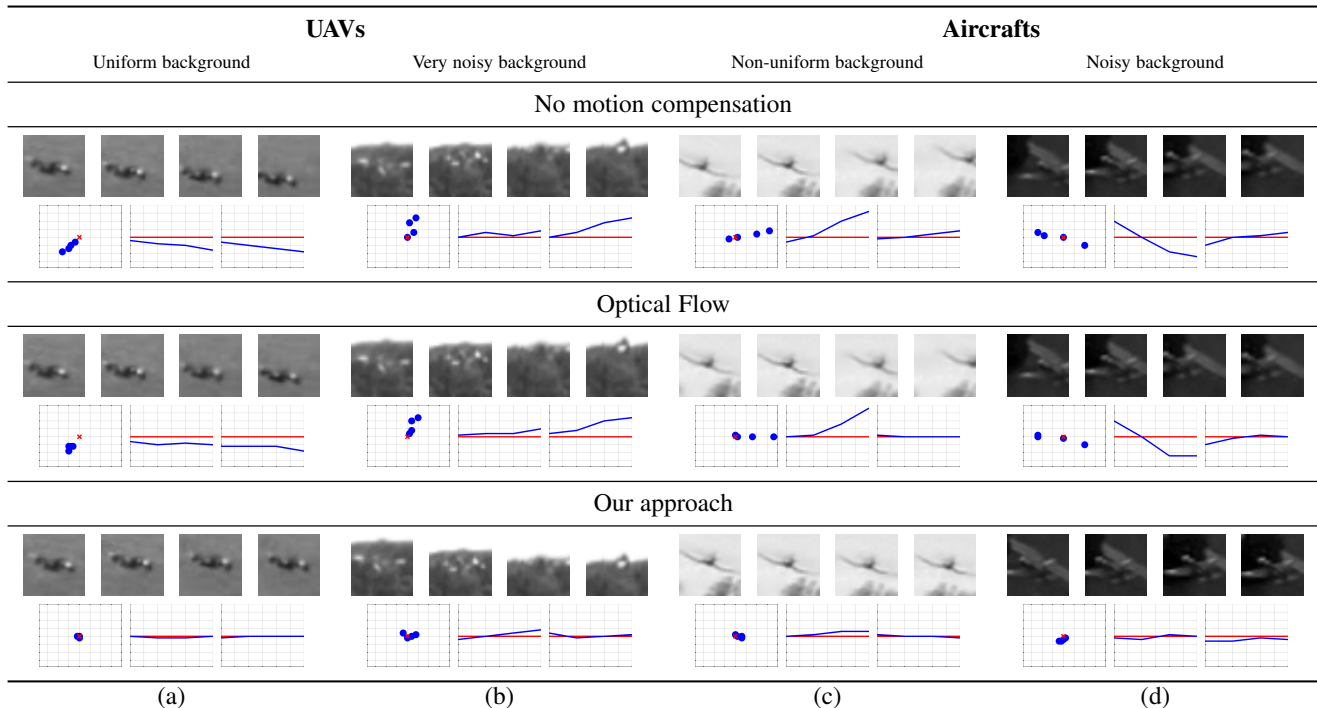 UAVs Aircrafts
Uniform background Very noisy background Non-uniform background Noisy background
No motion compensation
Optical Flow
Our approach
(a) (b) (c) (d)